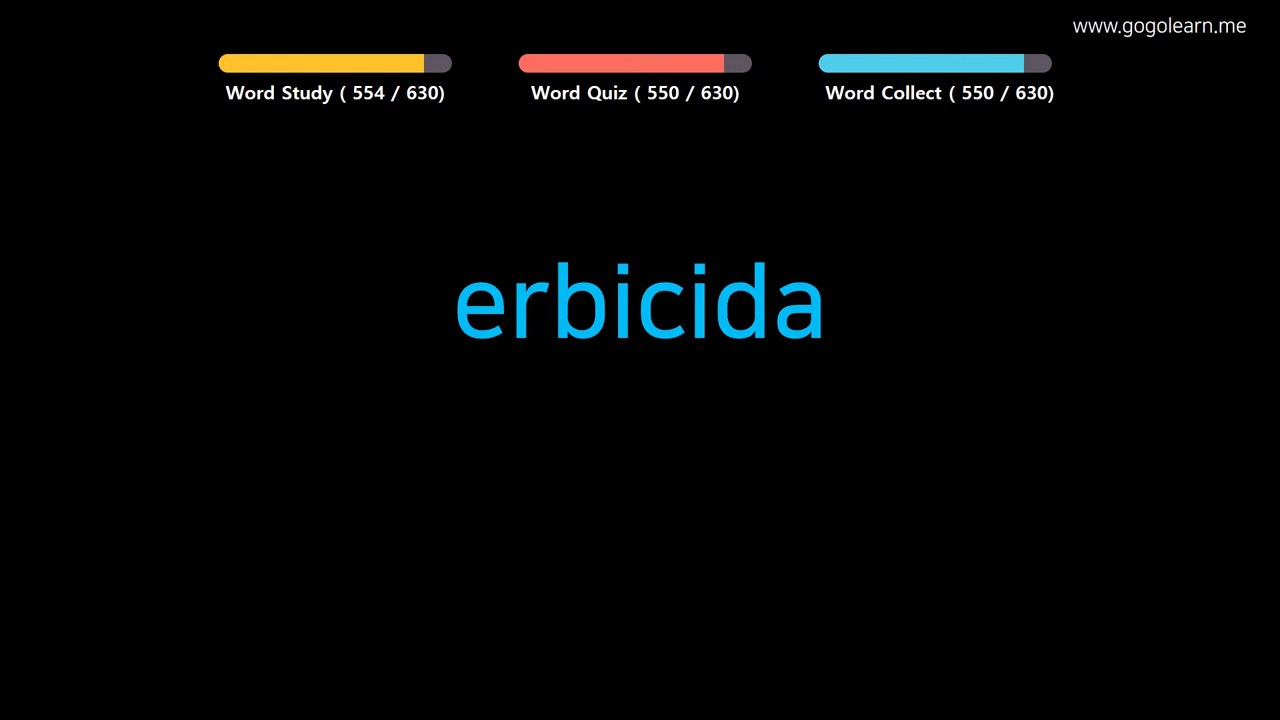 www.gogolearn.me
Word Study ( 554 / 630)
Word Quiz ( 550 / 630)
Word Collect ( 550 / 630)
erbicida